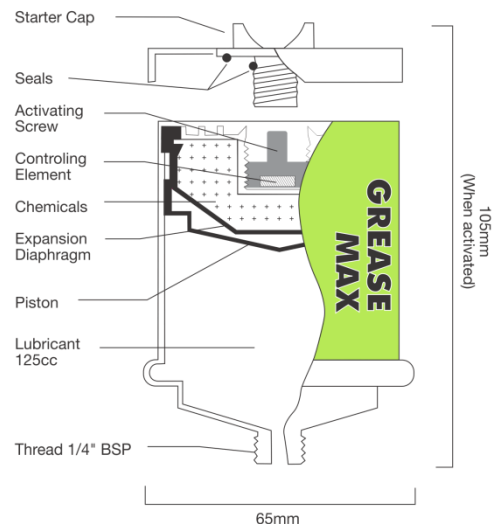 Starter Cap
Seals
Activating
Screw
Controling
Element
Chemicals
Expansion
Diaphragm
Piston
Lubricant
125cc
Thread 1/4" BSP
GREASE
MAX
105mm
(When activated)
65mm